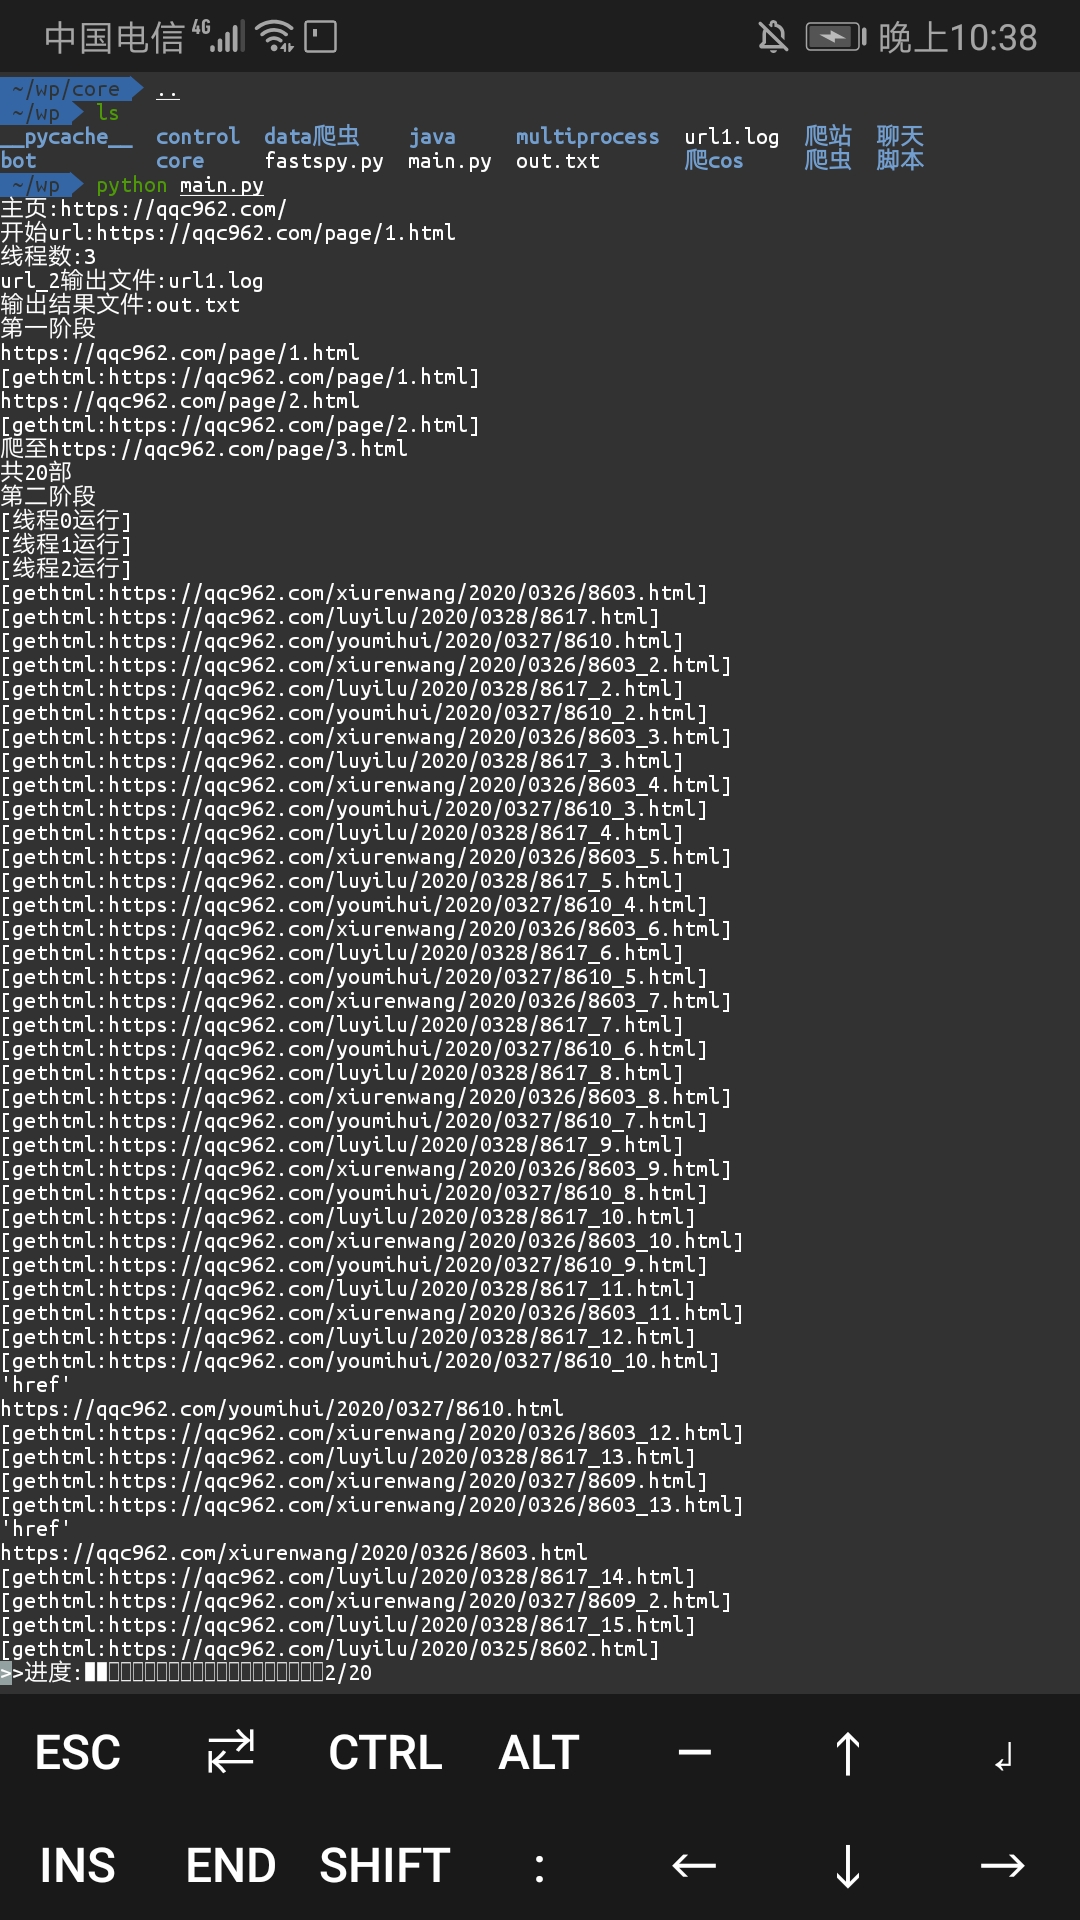 中国电信 4G 晚上10:38
~/wp/core ..
~/wp ls
__pycache__ control data爬虫 java multiprocess url1.log 爬站 聊天
bot core fastspy.py main.py out.txt 爬cos 爬虫 脚本
~/wp python main.py
主页:https://qqc962.com/
开始url:https://qqc962.com/page/1.html
线程数:3
url_2输出文件:url1.log
输出结果文件:out.txt
第一阶段
https://qqc962.com/page/1.html
[gethtml:https://qqc962.com/page/1.html]
https://qqc962.com/page/2.html
[gethtml:https://qqc962.com/page/2.html]
爬至https://qqc962.com/page/3.html
共20部
第二阶段
[线程0运行]
[线程1运行]
[线程2运行]
[gethtml:https://qqc962.com/xiurenwang/2020/0326/8603.html]
[gethtml:https://qqc962.com/luyilu/2020/0328/8617.html]
[gethtml:https://qqc962.com/youmihui/2020/0327/8610.html]
[gethtml:https://qqc962.com/xiurenwang/2020/0326/8603_2.html]
[gethtml:https://qqc962.com/luyilu/2020/0328/8617_2.html]
[gethtml:https://qqc962.com/youmihui/2020/0327/8610_2.html]
[gethtml:https://qqc962.com/xiurenwang/2020/0326/8603_3.html]
[gethtml:https://qqc962.com/luyilu/2020/0328/8617_3.html]
[gethtml:https://qqc962.com/xiurenwang/2020/0326/8603_4.html]
[gethtml:https://qqc962.com/youmihui/2020/0327/8610_3.html]
[gethtml:https://qqc962.com/luyilu/2020/0328/8617_4.html]
[gethtml:https://qqc962.com/xiurenwang/2020/0326/8603_5.html]
[gethtml:https://qqc962.com/luyilu/2020/0328/8617_5.html]
[gethtml:https://qqc962.com/youmihui/2020/0327/8610_4.html]
[gethtml:https://qqc962.com/xiurenwang/2020/0326/8603_6.html]
[gethtml:https://qqc962.com/luyilu/2020/0328/8617_6.html]
[gethtml:https://qqc962.com/youmihui/2020/0327/8610_5.html]
[gethtml:https://qqc962.com/xiurenwang/2020/0326/8603_7.html]
[gethtml:https://qqc962.com/luyilu/2020/0328/8617_7.html]
[gethtml:https://qqc962.com/youmihui/2020/0327/8610_6.html]
[gethtml:https://qqc962.com/luyilu/2020/0328/8617_8.html]
[gethtml:https://qqc962.com/xiurenwang/2020/0326/8603_8.html]
[gethtml:https://qqc962.com/youmihui/2020/0327/8610_7.html]
[gethtml:https://qqc962.com/luyilu/2020/0328/8617_9.html]
[gethtml:https://qqc962.com/xiurenwang/2020/0326/8603_9.html]
[gethtml:https://qqc962.com/youmihui/2020/0327/8610_8.html]
[gethtml:https://qqc962.com/luyilu/2020/0328/8617_10.html]
[gethtml:https://qqc962.com/xiurenwang/2020/0326/8603_10.html]
[gethtml:https://qqc962.com/youmihui/2020/0327/8610_9.html]
[gethtml:https://qqc962.com/luyilu/2020/0328/8617_11.html]
[gethtml:https://qqc962.com/xiurenwang/2020/0326/8603_11.html]
[gethtml:https://qqc962.com/luyilu/2020/0328/8617_12.html]
[gethtml:https://qqc962.com/youmihui/2020/0327/8610_10.html]
'href'
https://qqc962.com/youmihui/2020/0327/8610.html
[gethtml:https://qqc962.com/xiurenwang/2020/0326/8603_12.html]
[gethtml:https://qqc962.com/luyilu/2020/0328/8617_13.html]
[gethtml:https://qqc962.com/xiurenwang/2020/0327/8609.html]
[gethtml:https://qqc962.com/xiurenwang/2020/0326/8603_13.html]
'href'
https://qqc962.com/xiurenwang/2020/0326/8603.html
[gethtml:https://qqc962.com/luyilu/2020/0328/8617_14.html]
[gethtml:https://qqc962.com/xiurenwang/2020/0327/8609_2.html]
[gethtml:https://qqc962.com/luyilu/2020/0328/8617_15.html]
[gethtml:https://qqc962.com/luyilu/2020/0325/8602.html]
>>进度:▮▮▯▯▯▯▯▯▯▯▯▯▯▯▯▯▯▯▯▯2/20
ESC ⇄ CTRL ALT — ↑ ↲
INS END SHIFT : ← ↓ →